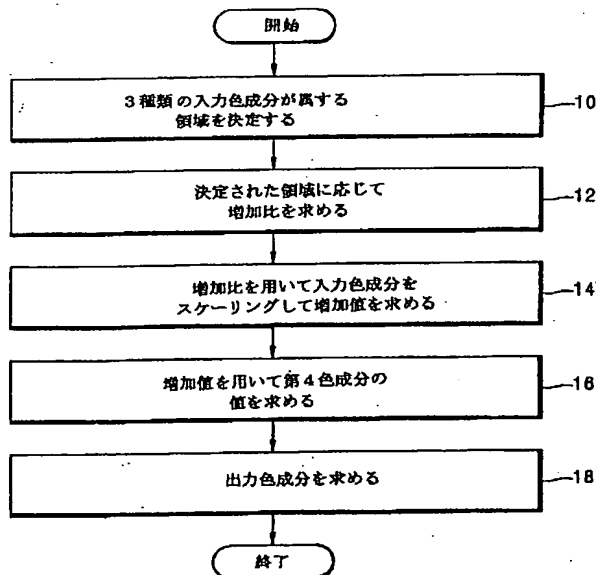 開始
3種類の入力色成分が属する
領域を決定する
10
決定された領域に応じて
増加比を求める
12
増加比を用いて入力色成分を
スケーリングして増加値を求める
14
増加値を用いて第4色成分の
値を求める
16
出力色成分を求める
18
終了